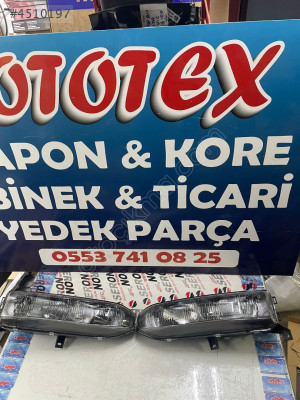 #4510197
OTOTEX
APON & KORE
BİNEK & TİCARİ
YEDEK PARÇA
0553 741 08 25